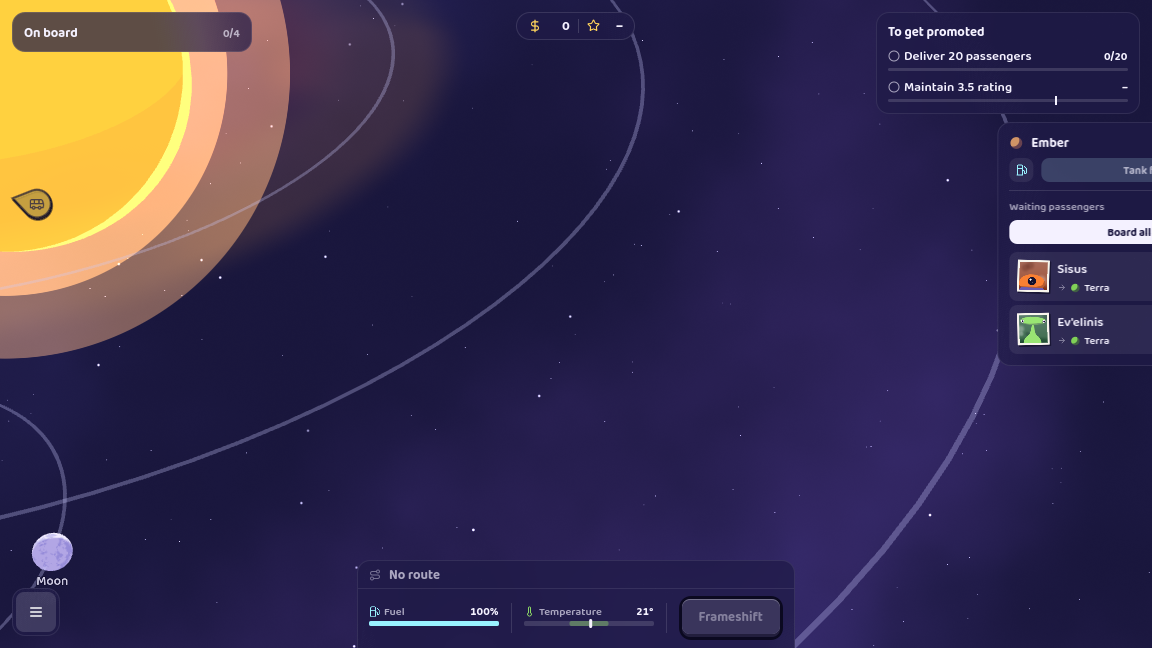 On board
0/4
0
–
To get promoted
Deliver 20 passengers 0/20
Maintain 3.5 rating –
Ember
Tank
Waiting passengers
Board all
Sisus
→ Terra
Ev'elinis
→ Terra
Moon
No route
Fuel 100%
Temperature 21°
Frameshift